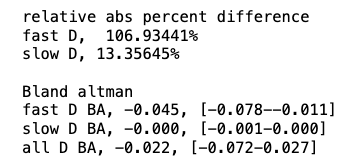 relative abs percent difference
fast D,  106.93441%
slow D, 13.35645%

Bland altman
fast D BA, -0.045, [-0.078--0.011]
slow D BA, -0.000, [-0.001-0.000]
all D BA, -0.022, [-0.072-0.027]